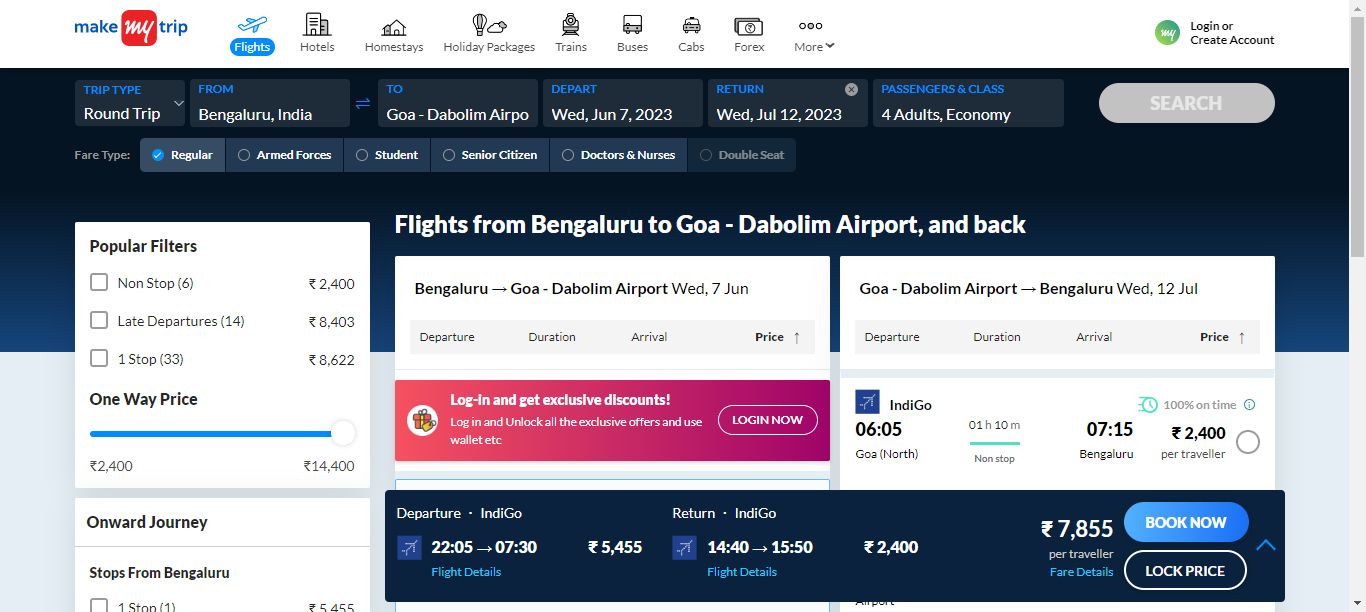 make my trip
Flights
Hotels
Homestays
Holiday Packages
Trains
Buses
Cabs
Forex
More
my
Login or
Create Account
TRIP TYPE
Round Trip
FROM
Bengaluru, India
TO
Goa - Dabolim Airpo
DEPART
Wed, Jun 7, 2023
RETURN
Wed, Jul 12, 2023
PASSENGERS & CLASS
4 Adults, Economy
SEARCH
Fare Type:
Regular
Armed Forces
Student
Senior Citizen
Doctors & Nurses
Double Seat
Flights from Bengaluru to Goa - Dabolim Airport, and back
Popular Filters
Non Stop (6) ₹ 2,400
Late Departures (14) ₹ 8,403
1 Stop (33) ₹ 8,622
One Way Price
₹2,400 ₹14,400
Onward Journey
Stops From Bengaluru
1 Stop (1) ₹ 5,455
Bengaluru → Goa - Dabolim Airport Wed, 7 Jun
Departure Duration Arrival Price ↑
Log-in and get exclusive discounts!
Log in and Unlock all the exclusive offers and use
wallet etc
LOGIN NOW
Goa - Dabolim Airport → Bengaluru Wed, 12 Jul
Departure Duration Arrival Price ↑
IndiGo
100% on time
06:05 01 h 10 m 07:15 ₹ 2,400
Goa (North) Non stop Bengaluru per traveller
Departure · IndiGo
22:05 → 07:30 ₹ 5,455
Flight Details
Return · IndiGo
14:40 → 15:50 ₹ 2,400
Flight Details
₹ 7,855
per traveller
Fare Details
BOOK NOW
LOCK PRICE
Airport